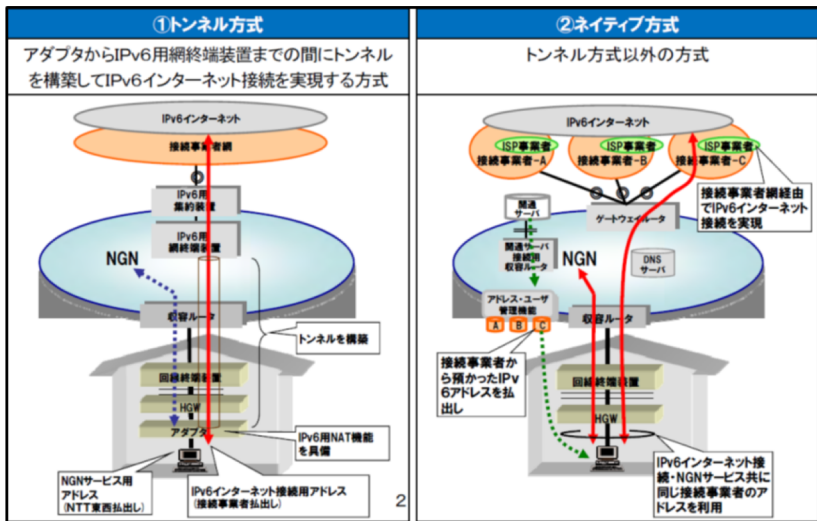 ①トンネル方式
アダプタからIPv6用網終端装置までの間にトンネル
を構築してIPv6インターネット接続を実現する方式
IPv6インターネット
接続事業者網
IPv6用
集約装置
IPv6用
網終端装置
NGN
収容ルータ
トンネルを構築
回線終端装置
HGW
アダプタ
IPv6用NAT機能
を具備
NGNサービス用
アドレス
(NTT東西払出し)
IPv6インターネット接続用アドレス
(接続事業者払出し)
2
②ネイティブ方式
トンネル方式以外の方式
IPv6インターネット
ISP事業者
接続事業者-A
ISP事業者
接続事業者-B
ISP事業者
接続事業者-C
接続事業者網経由
でIPv6インターネット
接続を実現
開通
サーバ
ゲートウェイルータ
開通サーバ
接続用
収容ルータ
NGN
DNS
サーバ
アドレス・ユーザ
管理機能
A
B
C
収容ルータ
接続事業者
から預かったIPv
6アドレスを払
出し
回線終端装置
HGW
IPv6インターネット接
続・NGNサービス共に
同じ接続事業者のア
ドレスを利用